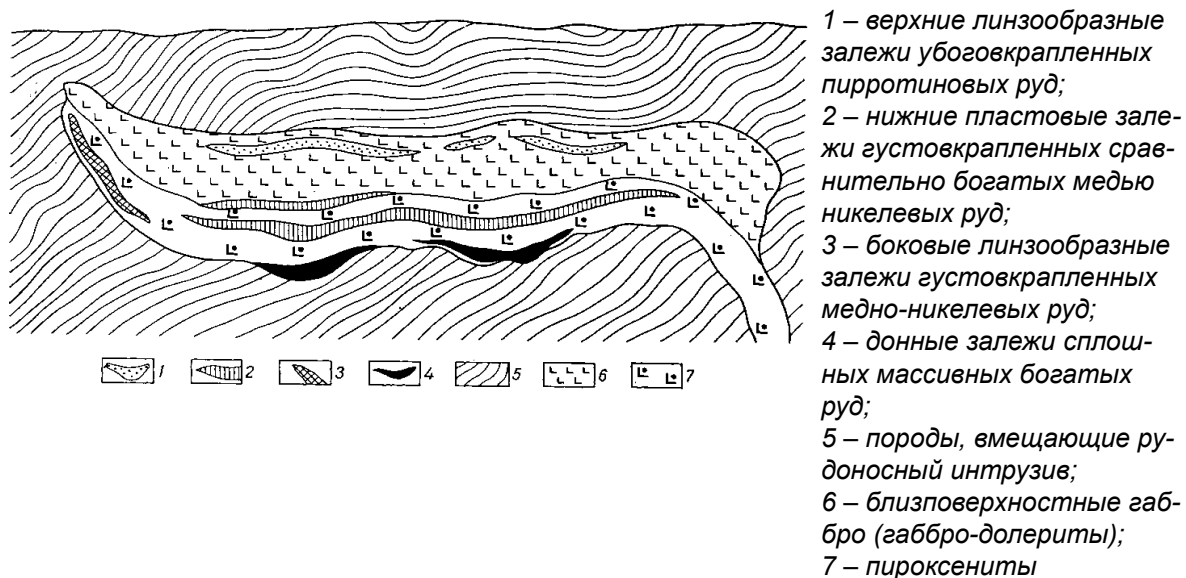 1 – верхние линзообразные
залежи убоговкрапленных
пирротиновых руд;
2 – нижние пластовые зале-
жи густовкрапленных срав-
нительно богатых медью
никелевых руд;
3 – боковые линзообразные
залежи густовкрапленных
медно-никелевых руд;
4 – донные залежи сплош-
ных массивных богатых
руд;
5 – породы, вмещающие ру-
доносный интрузив;
6 – близповерхностные габ-
бро (габбро-долериты);
7 – пироксениты
1 2 3 4 5 6 7